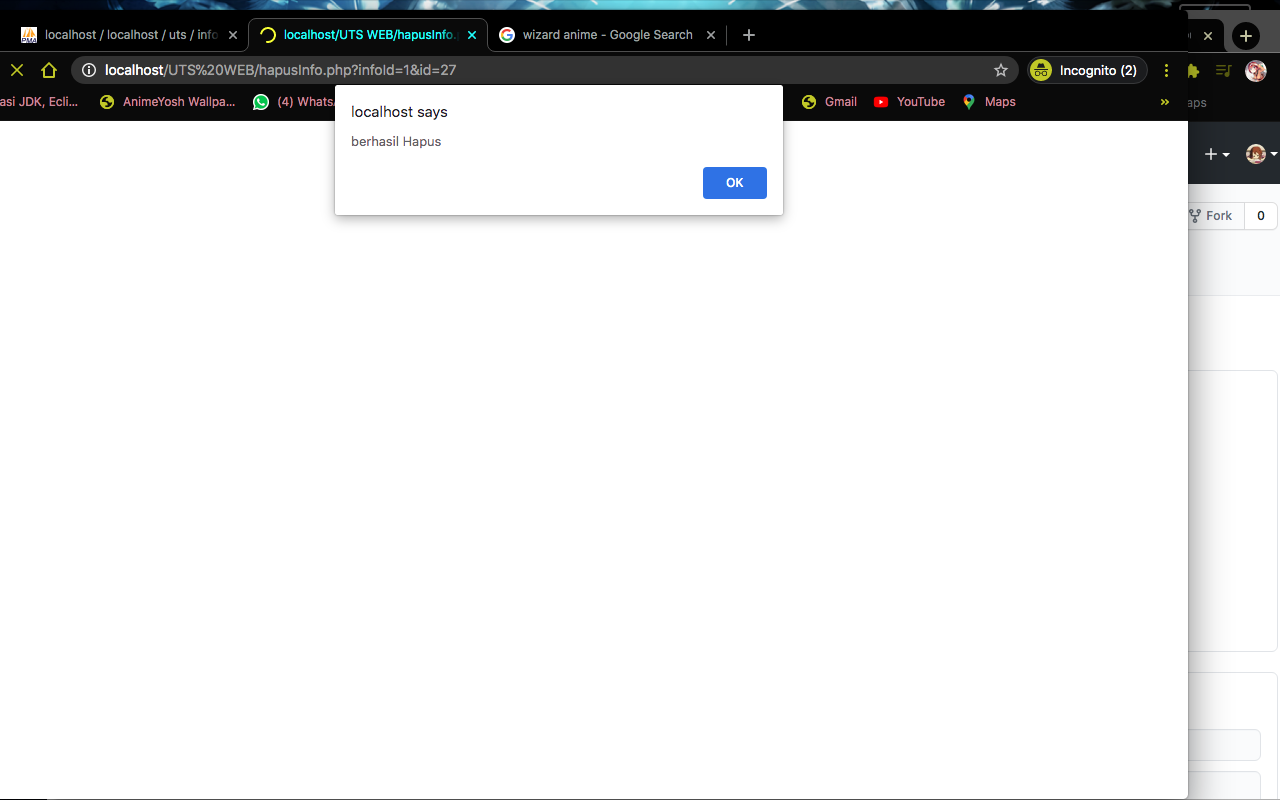 localhost / localhost / uts / info
localhost/UTS WEB/hapusInfo.
wizard anime - Google Search
localhost/UTS%20WEB/hapusInfo.php?infoId=1&id=27
Incognito (2)
asi JDK, Ecli...
AnimeYosh Wallpa...
(4) Whats
Gmail
YouTube
Maps
»
aps
localhost says
berhasil Hapus
OK
Fork
0